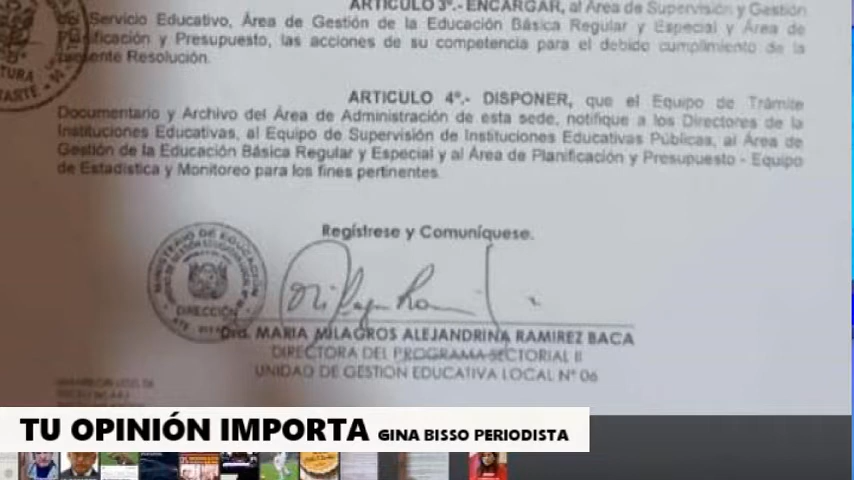 ARTICULO 3º.- ENCARGAR, al Área de Supervisión y Gestión
del Servicio Educativo, Área de Gestión de la Educación Básica Regular y Especial y Área de
Planificación y Presupuesto, las acciones de su competencia para el debido cumplimiento de la
presente Resolución.
ARTICULO 4º.- DISPONER, que el Equipo de Trámite
Documentario y Archivo del Área de Administración de esta sede, notifique a los Directores de la
Instituciones Educativas, al Equipo de Supervisión de Instituciones Educativas Públicas, al Área de
Gestión de la Educación Básica Regular y Especial y al Área de Planificación y Presupuesto - Equipo
de Estadística y Monitoreo para los fines pertinentes.
Regístrese y Comuníquese.
MINISTERIO DE EDUCACIÓN
DIRECCIÓN
Dra. MARIA MILAGROS ALEJANDRINA RAMIREZ BACA
DIRECTORA DEL PROGRAMA SECTORIAL II
UNIDAD DE GESTION EDUCATIVA LOCAL N° 06
TU OPINIÓN IMPORTA GINA BISSO PERIODISTA